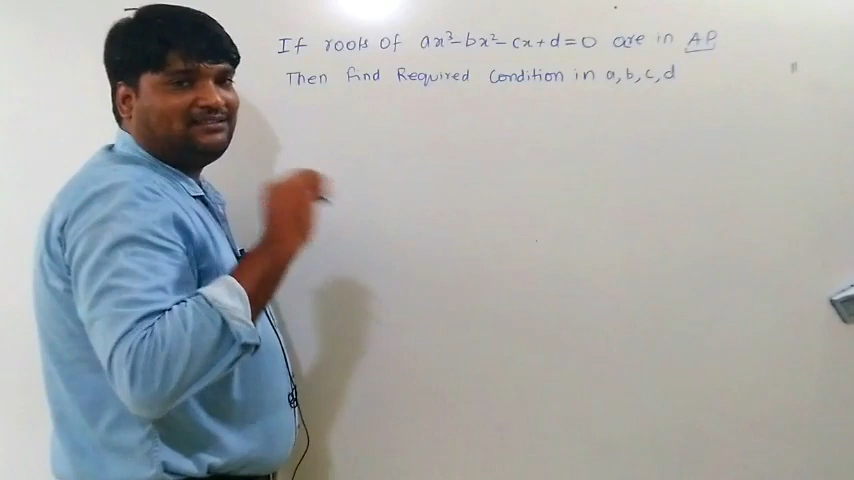 If roots of ax³-bx²-cx+d=0 are in AP
Then find Required Condition in a,b,c,d